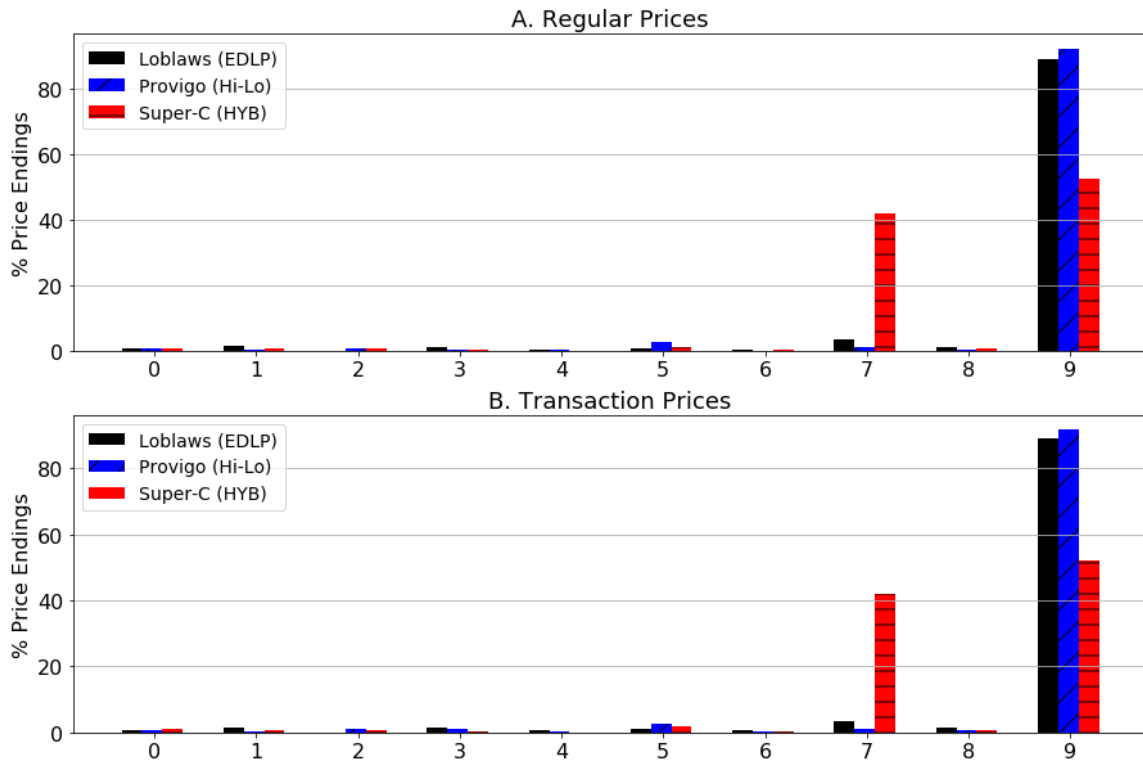 A. Regular Prices
Loblaws (EDLP)
Provigo (Hi-Lo)
Super-C (HYB)
% Price Endings
80
60
40
20
0
0 1 2 3 4 5 6 7 8 9
B. Transaction Prices
Loblaws (EDLP)
Provigo (Hi-Lo)
Super-C (HYB)
% Price Endings
80
60
40
20
0
0 1 2 3 4 5 6 7 8 9